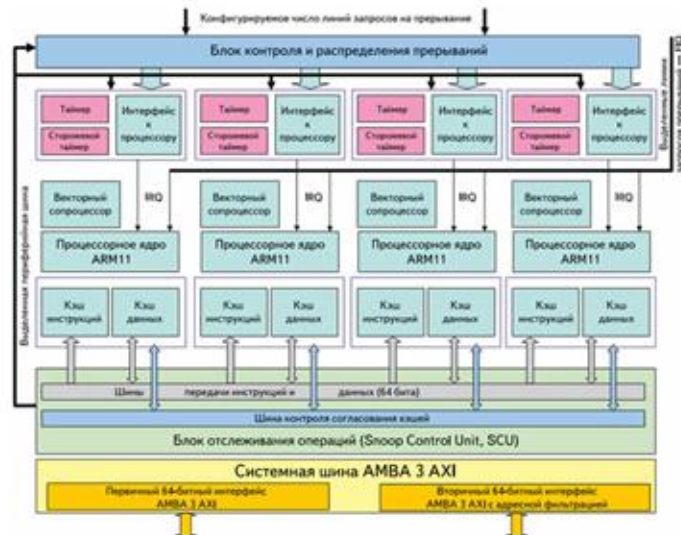 Конфигурируемое число линий запросов на прерывание
Блок контроля и распределения прерываний
Таймер
Сторожевой
таймер
Интерфейс
к
процессору
Таймер
Сторожевой
таймер
Интерфейс
к
процессору
Таймер
Сторожевой
таймер
Интерфейс
к
процессору
Таймер
Сторожевой
таймер
Интерфейс
к
процессору
Выделенные линии
запросов прерываний — FIQ
Выделенная периферийная шина
Векторный
сопроцессор
IRQ
Векторный
сопроцессор
IRQ
Векторный
сопроцессор
IRQ
Векторный
сопроцессор
IRQ
Процессорное ядро
ARM11
Процессорное ядро
ARM11
Процессорное ядро
ARM11
Процессорное ядро
ARM11
Кэш
инструкций
Кэш
данных
Кэш
инструкций
Кэш
данных
Кэш
инструкций
Кэш
данных
Кэш
инструкций
Кэш
данных
Шины передачи инструкций и данных (64 бита)
Шина контроля согласования кэшей
Блок отслеживания операций (Snoop Control Unit, SCU)
Системная шина AMBA 3 AXI
Первичный 64-битный интерфейс
AMBA 3 AXI
Вторичный 64-битный интерфейс
AMBA 3 AXI с адресной фильтрацией